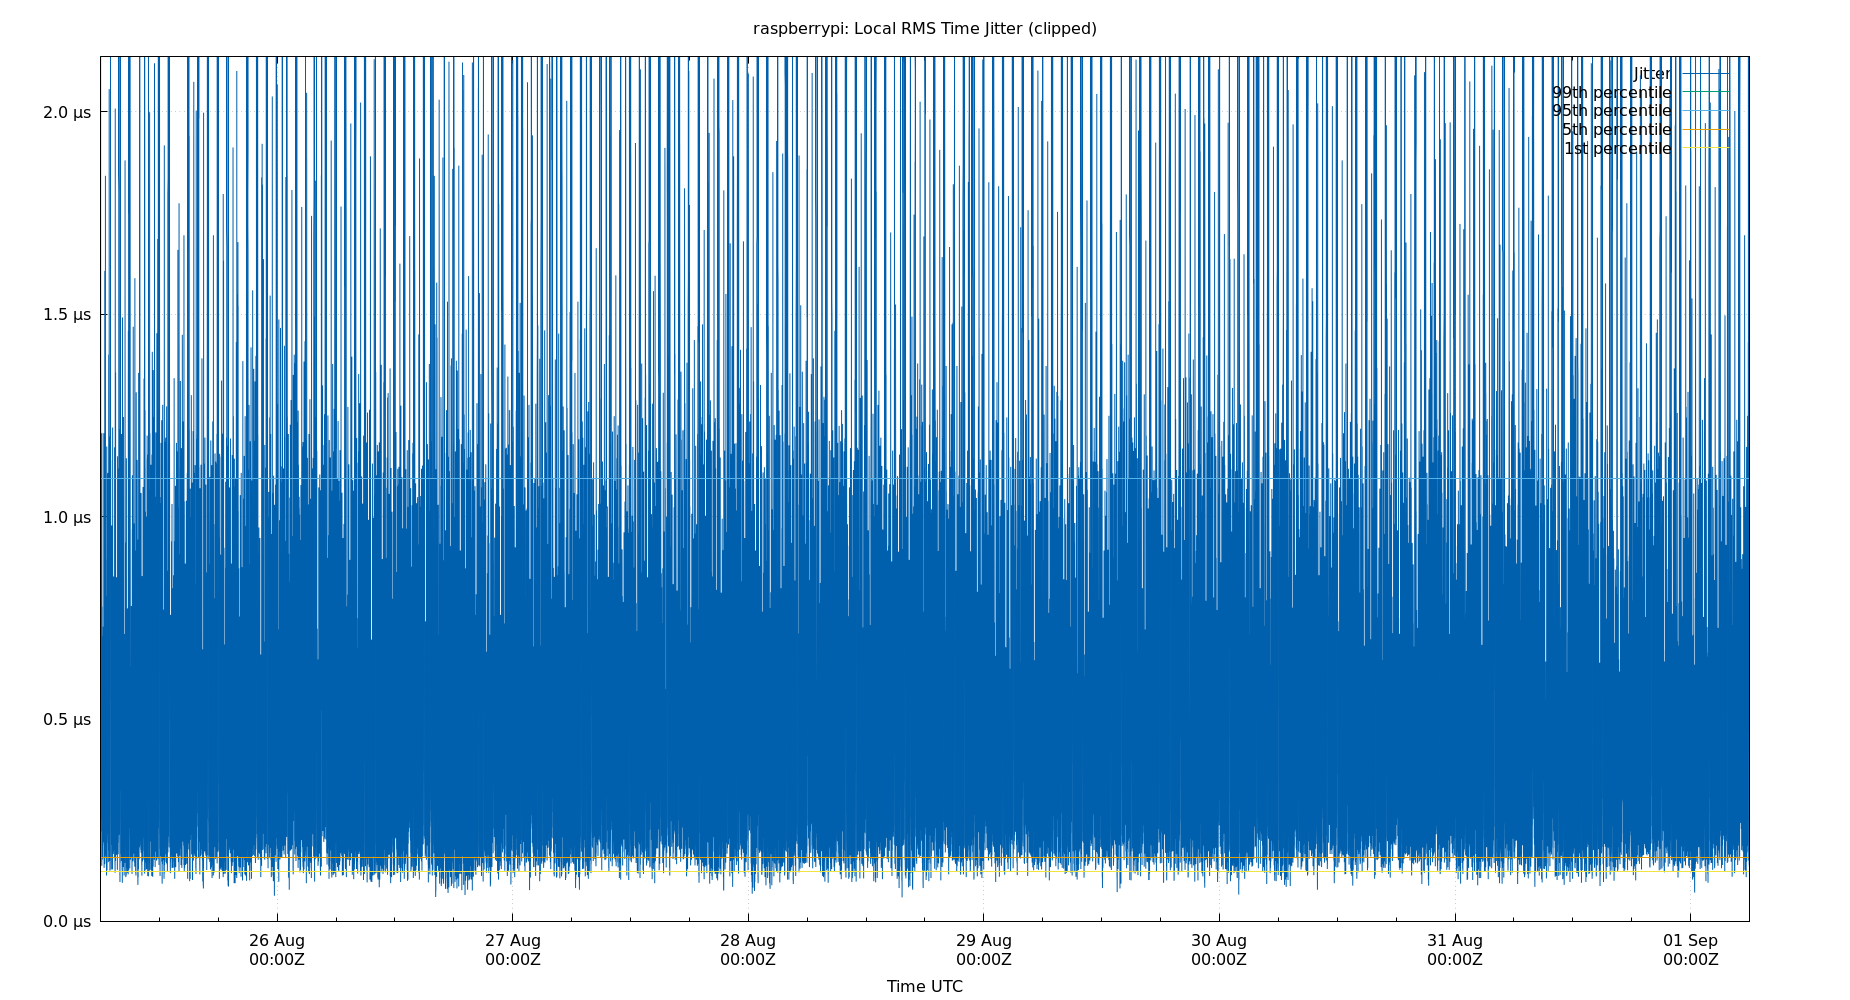 raspberrypi: Local RMS Time Jitter (clipped)
Jitter
99th percentile
95th percentile
5th percentile
1st percentile
2.0 µs
1.5 µs
1.0 µs
0.5 µs
0.0 µs
26 Aug 27 Aug 28 Aug 29 Aug 30 Aug 31 Aug 01 Sep
00:00Z 00:00Z 00:00Z 00:00Z 00:00Z 00:00Z 00:00Z
Time UTC